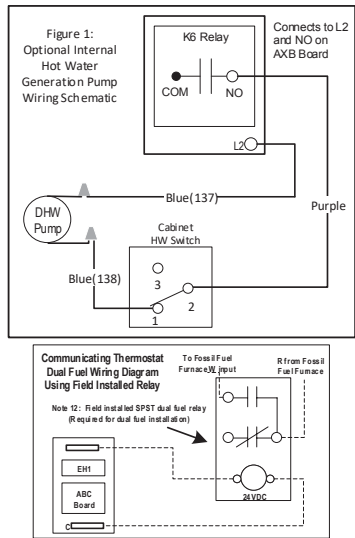 Figure 1:
Optional Internal
Hot Water
Generation Pump
Wiring Schematic
K6 Relay
COM
NO
Connects to L2
and NO on
AXB Board
L2
Blue(137)
Purple
DHW
Pump
Cabinet
HW Switch
Blue(138)
3
2
1
Communicating Thermostat
Dual Fuel Wiring Diagram
Using Field Installed Relay
To Fossil Fuel
Furnace W input
R from Fossil
Fuel Furnace
Note 12: Field installed SPST dual fuel relay
(Required for dual fuel installation)
EH1
ABC
Board
C
24VDC